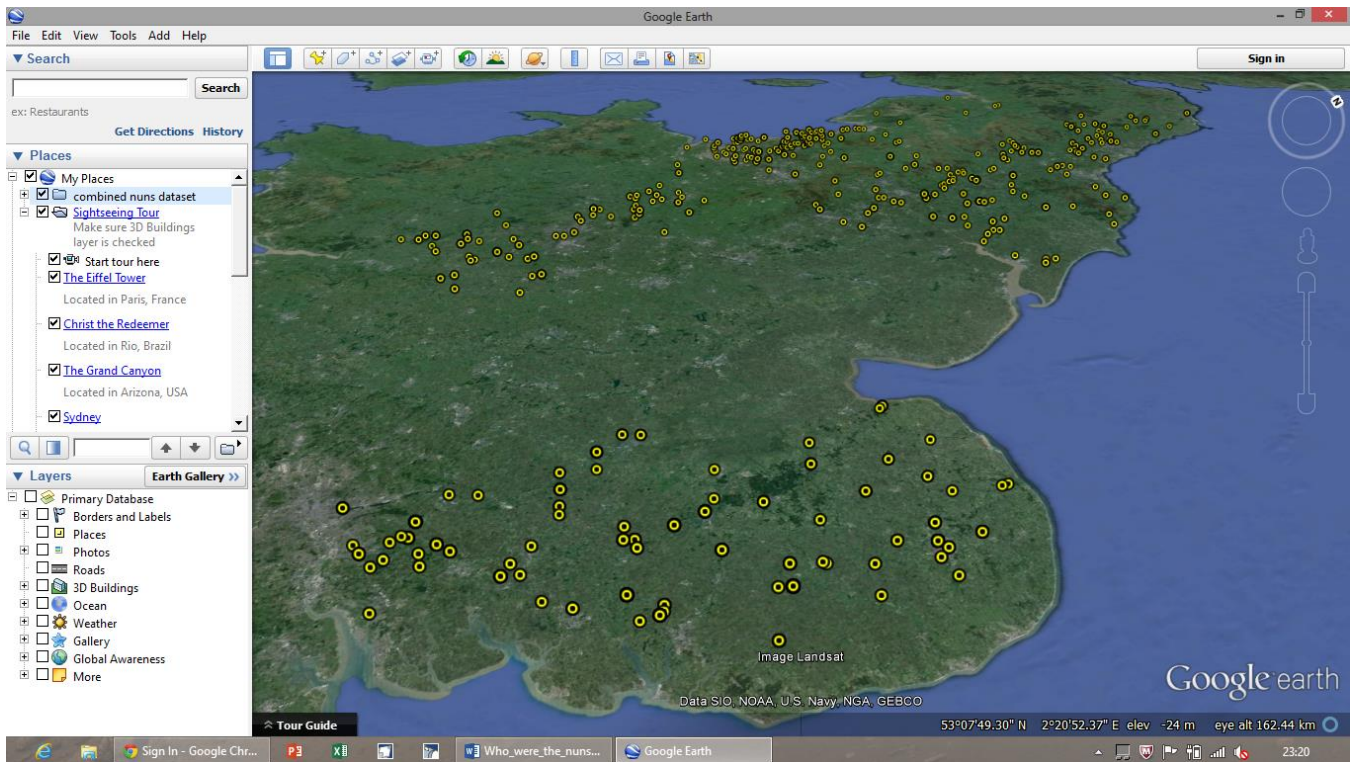 Google Earth
File Edit View Tools Add Help
Search
Search
Sign in
ex: Restaurants
Get Directions History
Places
My Places
combined nuns dataset
Sightseeing Tour
Make sure 3D Buildings
layer is checked
Start tour here
The Eiffel Tower
Located in Paris, France
Christ the Redeemer
Located in Rio, Brazil
The Grand Canyon
Located in Arizona, USA
Sydney
Layers
Earth Gallery >>
Primary Database
Borders and Labels
Places
Photos
Roads
3D Buildings
Ocean
Weather
Gallery
Global Awareness
More
N
Image Landsat
Google earth
Data SIO, NOAA, U.S. Navy, NGA, GEBCO
Tour Guide
53°07'49.30" N 2°20'52.37" E elev -24 m eye alt 162.44 km
Sign In - Google Chr...
Who_were_the_nuns...
Google Earth
23:20